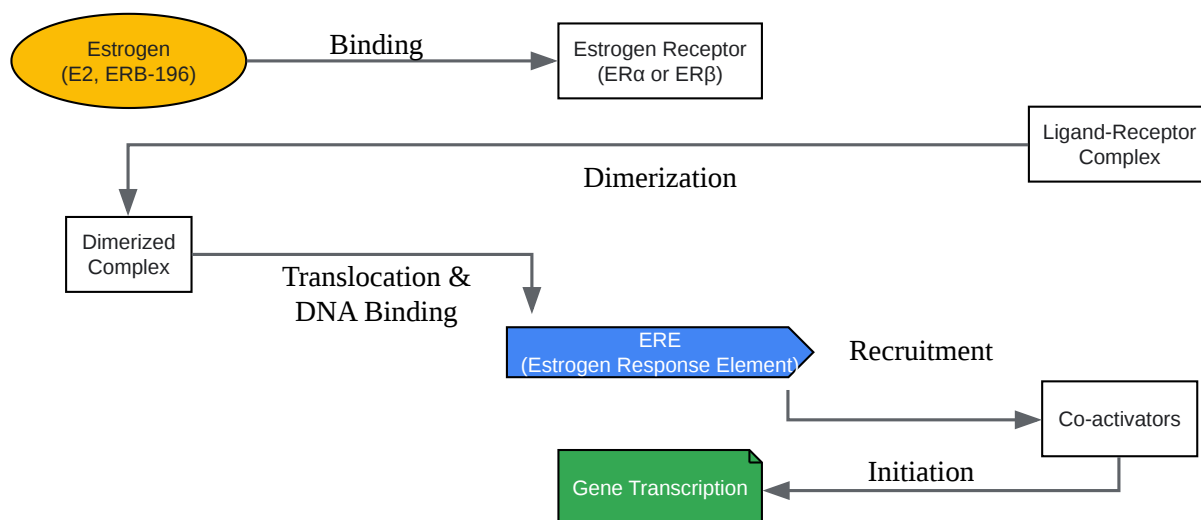 Estrogen
(E2, ERB-196)
Binding
Estrogen Receptor
(ERα or ERβ)
Ligand-Receptor
Complex
Dimerization
Dimerized
Complex
Translocation &
DNA Binding
ERE
(Estrogen Response Element)
Recruitment
Co-activators
Initiation
Gene Transcription